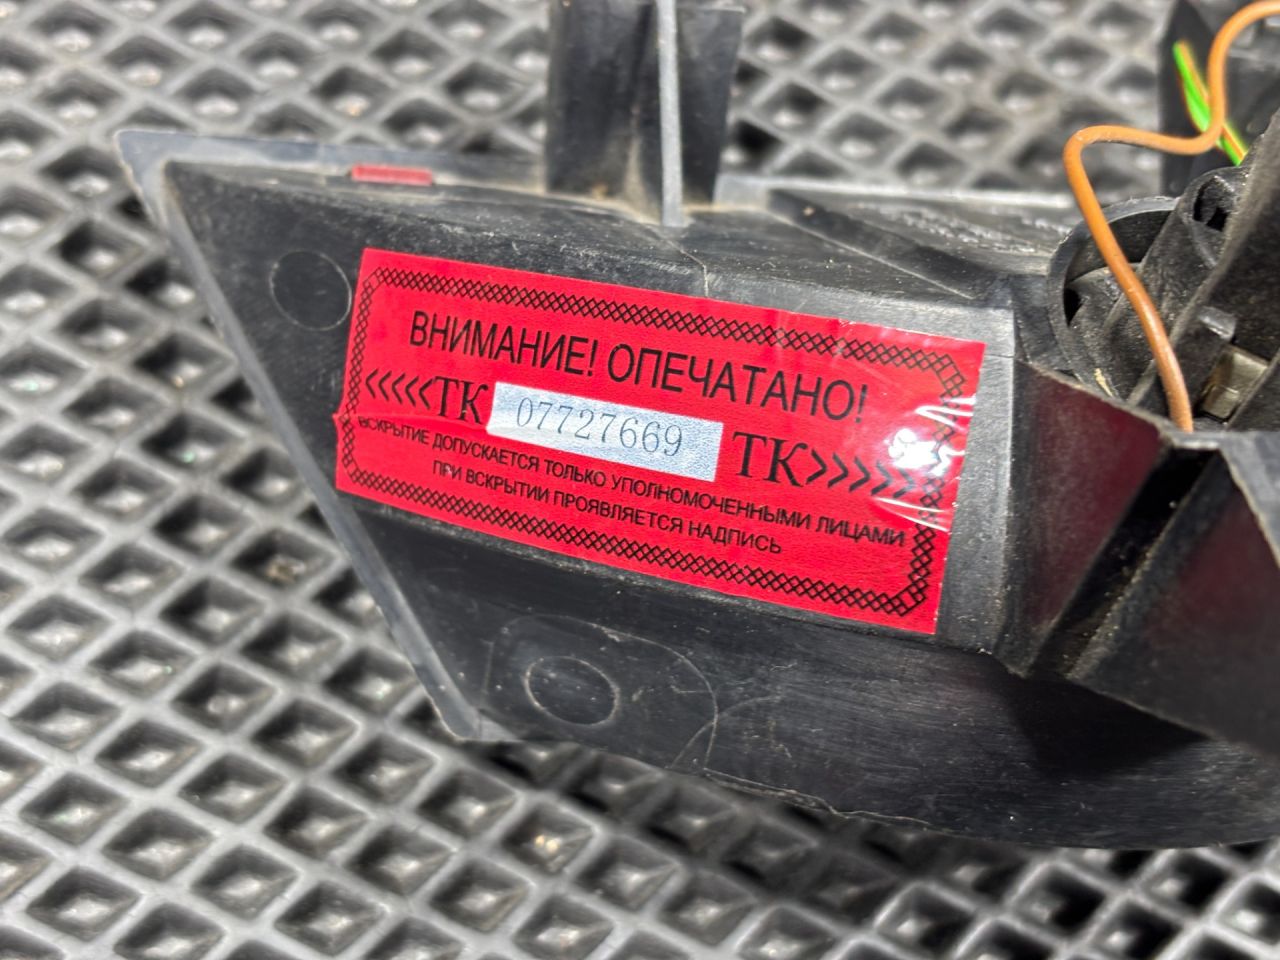 ВНИМАНИЕ! ОПЕЧАТАНО!
<<<<<ТК 07727669 ТК>>>>>
ВСКРЫТИЕ ДОПУСКАЕТСЯ ТОЛЬКО УПОЛНОМОЧЕННЫМИ ЛИЦАМИ
ПРИ ВСКРЫТИИ ПРОЯВЛЯЕТСЯ НАДПИСЬ